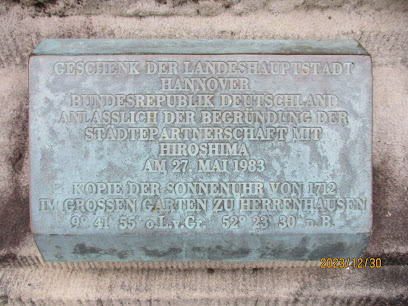 GESCHENK DER LANDESHAUPTSTADT
HANNOVER
BUNDESREPUBLIK DEUTSCHLAND
ANLASSLICH DER BEGRÜNDUNG DER
STÄDTEPARTNERSCHAFT MIT
HIROSHIMA
AM 27. MAI 1983
KOPIE DER SONNENUHR VON 1712
IM GROSSEN GARTEN ZU HERRENHAUSEN
9° 41' 55" ö.L.v.Gr. 52° 23' 30" n.B.
2023/12/30